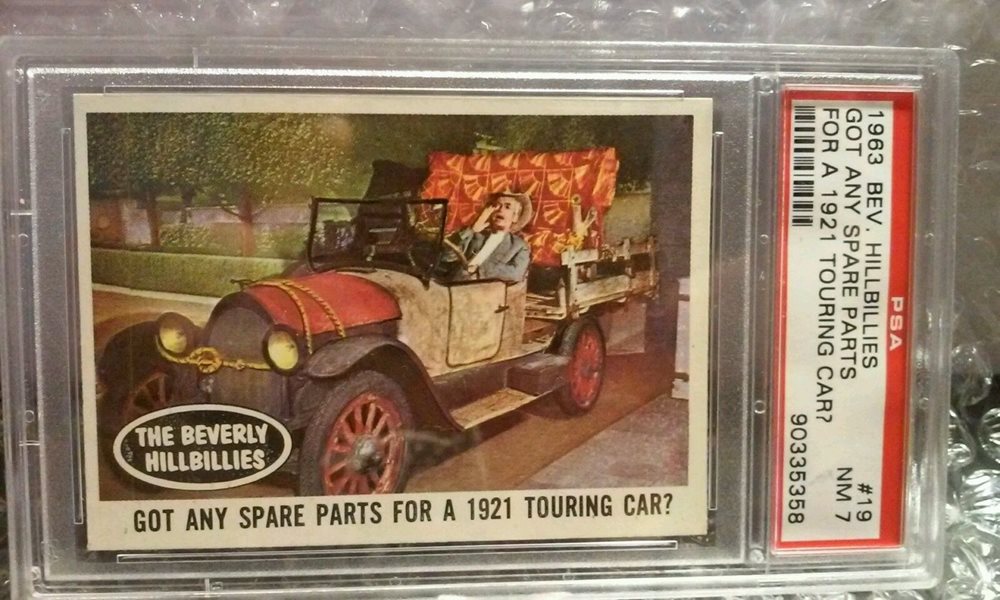 THE BEVERLY
HILLBILLIES
GOT ANY SPARE PARTS FOR A 1921 TOURING CAR?
PSA
1963 BEV. HILLBILLIES #19
GOT ANY SPARE PARTS NM 7
FOR A 1921 TOURING CAR? 90335358